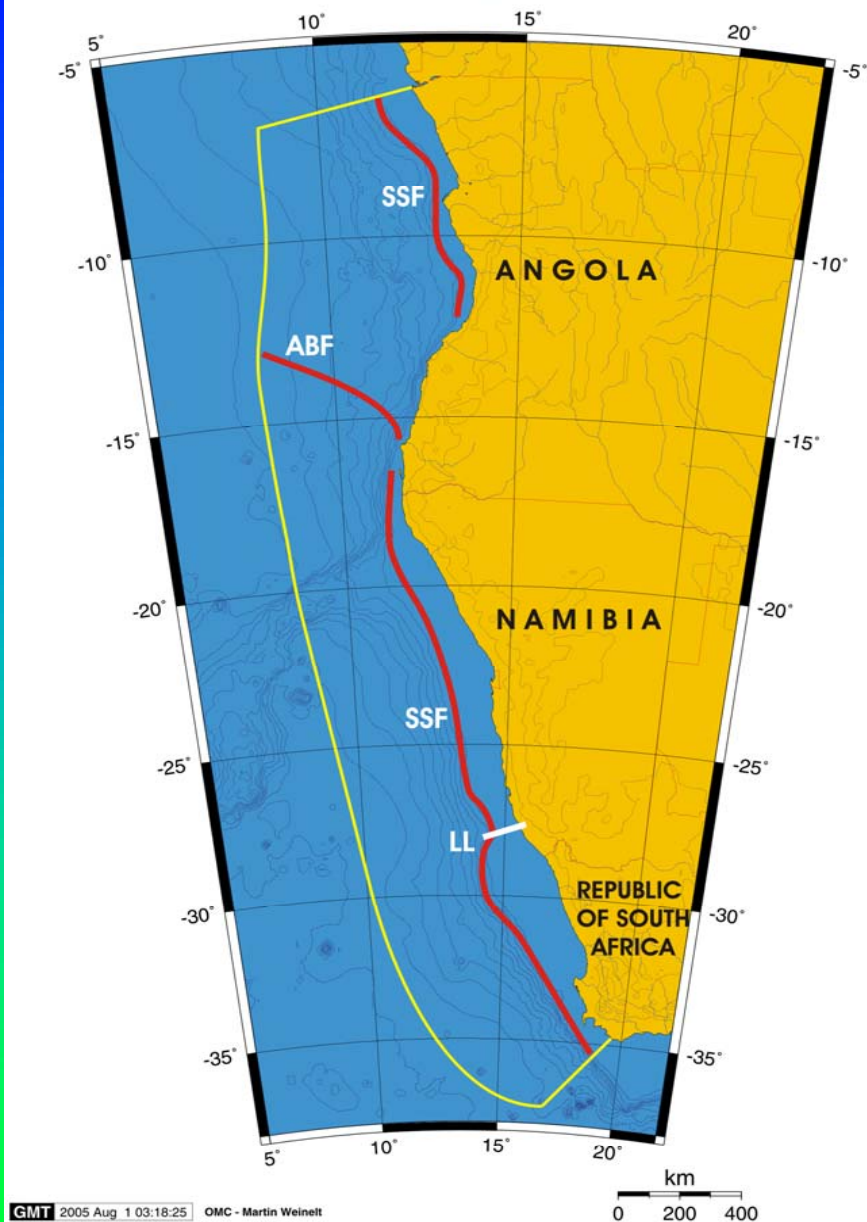 5˚ 10˚ 15˚ 20˚
-5˚ -5˚
SSF
-10˚ ANGOLA -10˚
ABF
-15˚ -15˚
-20˚ NAMIBIA -20˚
SSF
-25˚ -25˚
LL
REPUBLIC
-30˚ OF SOUTH -30˚
AFRICA
-35˚ -35˚
5˚ 10˚ 15˚ 20˚
km
0 200 400
GMT 2005 Aug 1 03:18:25 OMC - Martin Weinelt